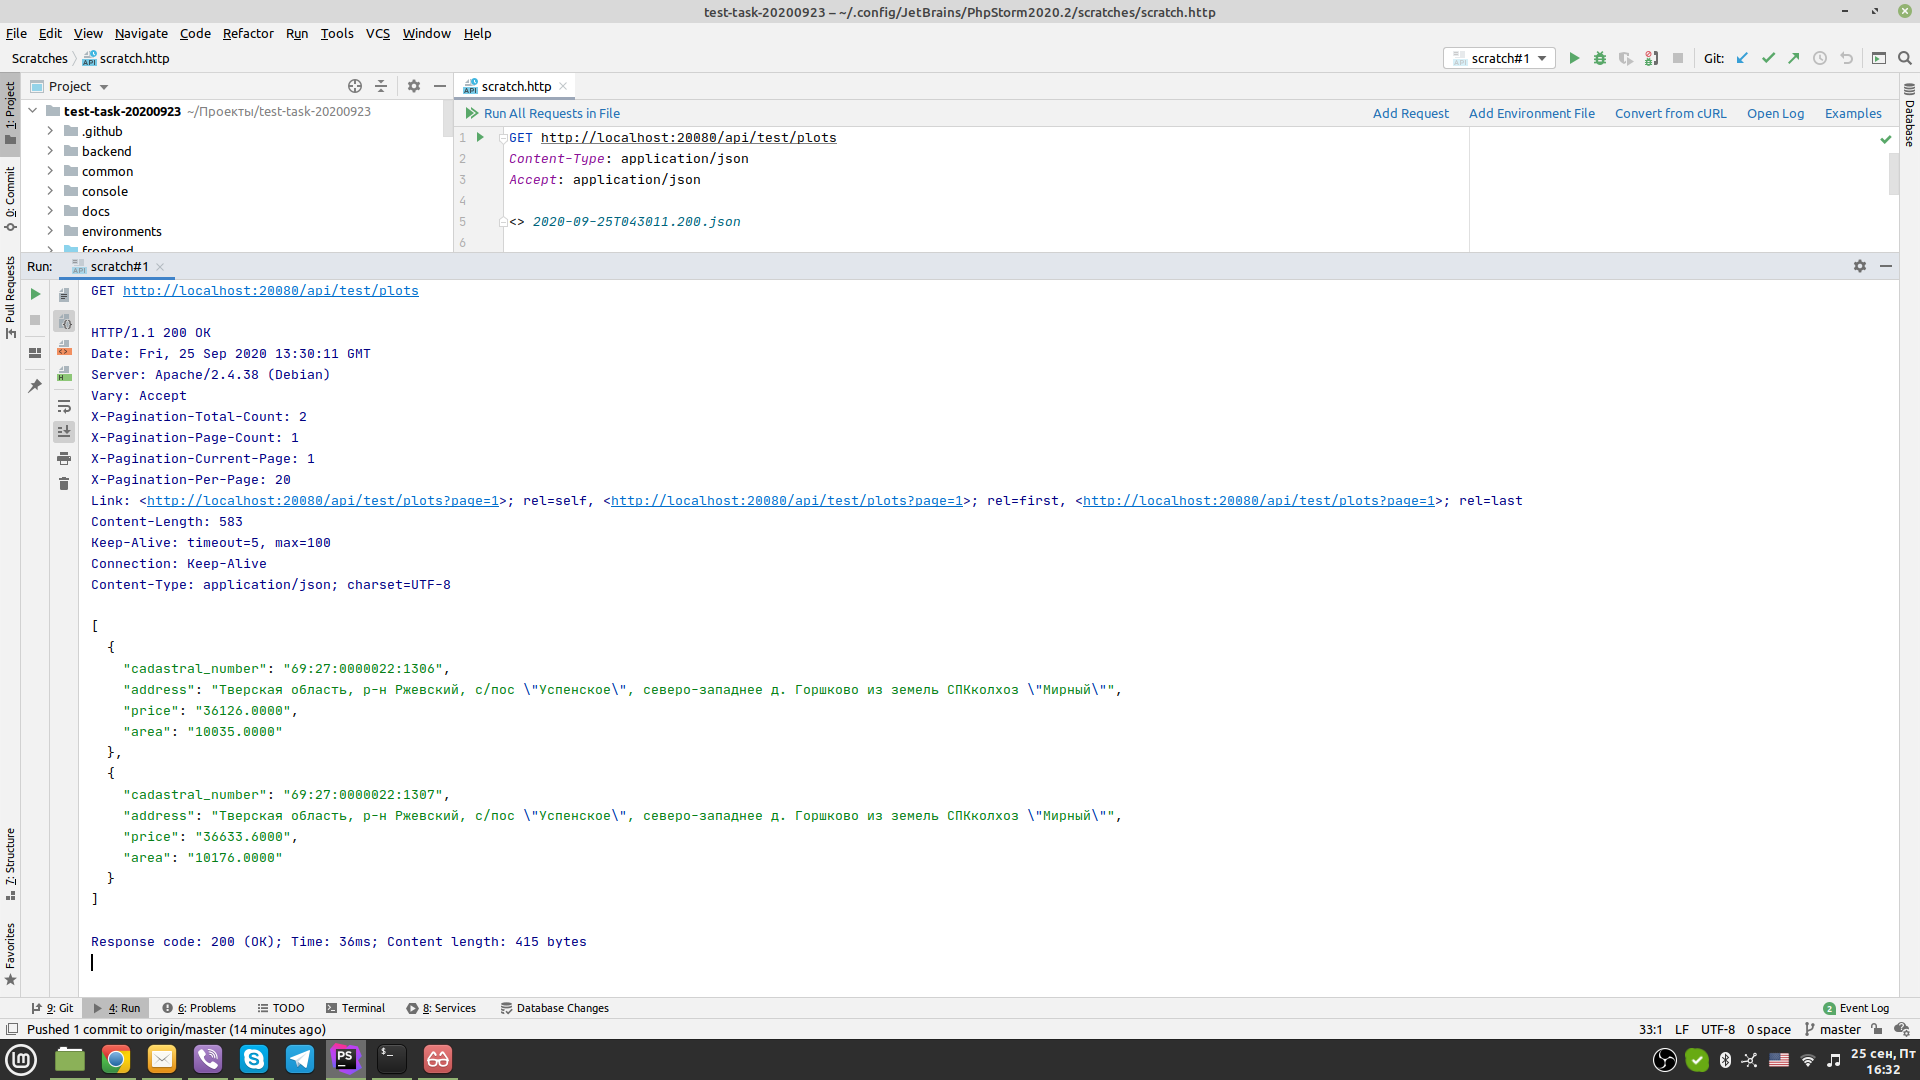 test-task-20200923 – ~/.config/JetBrains/PhpStorm2020.2/scratches/scratch.http
File Edit View Navigate Code Refactor Run Tools VCS Window Help
Scratches scratch.http
scratch#1 Git:
Project
scratch.http
1: Project
0: Commit
Pull Requests
7: Structure
Favorites
Database
test-task-20200923 ~/Проекты/test-task-20200923
.github
backend
common
console
docs
environments
frontend
Run All Requests in File Add Request Add Environment File Convert from cURL Open Log Examples
1 GET http://localhost:20080/api/test/plots
2 Content-Type: application/json
3 Accept: application/json
4
5 <> 2020-09-25T043011.200.json
6
Run: scratch#1
GET http://localhost:20080/api/test/plots
HTTP/1.1 200 OK
Date: Fri, 25 Sep 2020 13:30:11 GMT
Server: Apache/2.4.38 (Debian)
Vary: Accept
X-Pagination-Total-Count: 2
X-Pagination-Page-Count: 1
X-Pagination-Current-Page: 1
X-Pagination-Per-Page: 20
Link: <http://localhost:20080/api/test/plots?page=1>; rel=self, <http://localhost:20080/api/test/plots?page=1>; rel=first, <http://localhost:20080/api/test/plots?page=1>; rel=last
Content-Length: 583
Keep-Alive: timeout=5, max=100
Connection: Keep-Alive
Content-Type: application/json; charset=UTF-8
[
{
"cadastral_number": "69:27:0000022:1306",
"address": "Тверская область, р-н Ржевский, с/пос \"Успенское\", северо-западнее д. Горшково из земель СПКколхоз \"Мирный\"",
"price": "36126.0000",
"area": "10035.0000"
},
{
"cadastral_number": "69:27:0000022:1307",
"address": "Тверская область, р-н Ржевский, с/пос \"Успенское\", северо-западнее д. Горшково из земель СПКколхоз \"Мирный\"",
"price": "36633.6000",
"area": "10176.0000"
}
]
Response code: 200 (OK); Time: 36ms; Content length: 415 bytes
9: Git 4: Run 6: Problems TODO Terminal 8: Services Database Changes 2 Event Log
Pushed 1 commit to origin/master (14 minutes ago) 33:1 LF UTF-8 0 space master
PS
25 сен, Пт
16:32